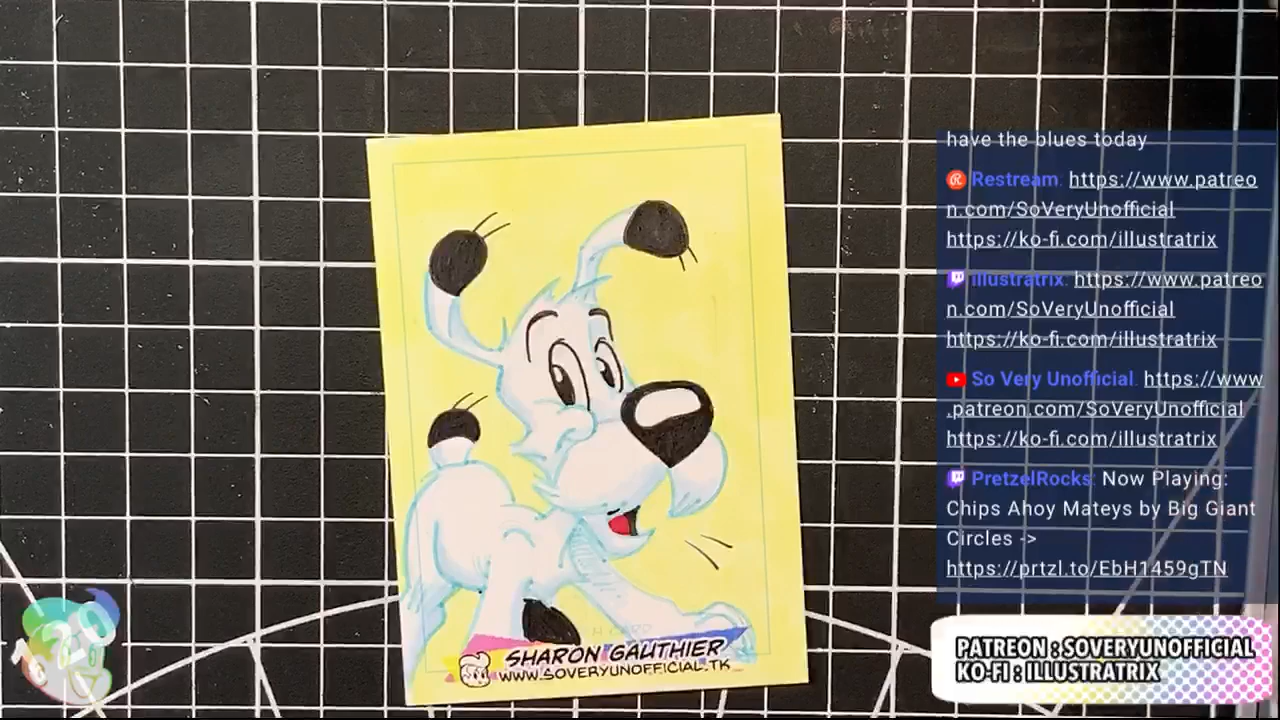 have the blues today
Restream: https://www.patreo
n.com/SoVeryUnofficial
https://ko-fi.com/illustratrix
illustratrix: https://www.patreo
n.com/SoVeryUnofficial
https://ko-fi.com/illustratrix
So Very Unofficial: https://www
.patreon.com/SoVeryUnofficial
https://ko-fi.com/illustratrix
PretzelRocks: Now Playing:
Chips Ahoy Mateys by Big Giant
Circles ->
https://prtzl.to/EbH1459gTN
SHARON GAUTHIER
WWW.SOVERYUNOFFICIAL.TK
PATREON : SOVERYUNOFFICIAL
KO-FI : ILLUSTRATRIX